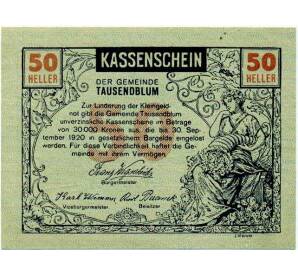 50 KASSENSCHEIN 50
HELLER DER GEMEINDE HELLER
TAUSENDBLUM
Zur Linderung der Kleingeld-
not gibt die Gemeinde Tausendblum
unverzinsliche Kassenscheine im Betrage
von 30.000 Kronen aus, die bis 30. Sep-
tember 1920 in gesetzlichem Bargelde eingelöst
werden. Für diese Verbindlichkeit haftet die Ge-
meinde mit ihrem Vermögen.
Bürgermeister
Vizebürgermeister Beisitzer